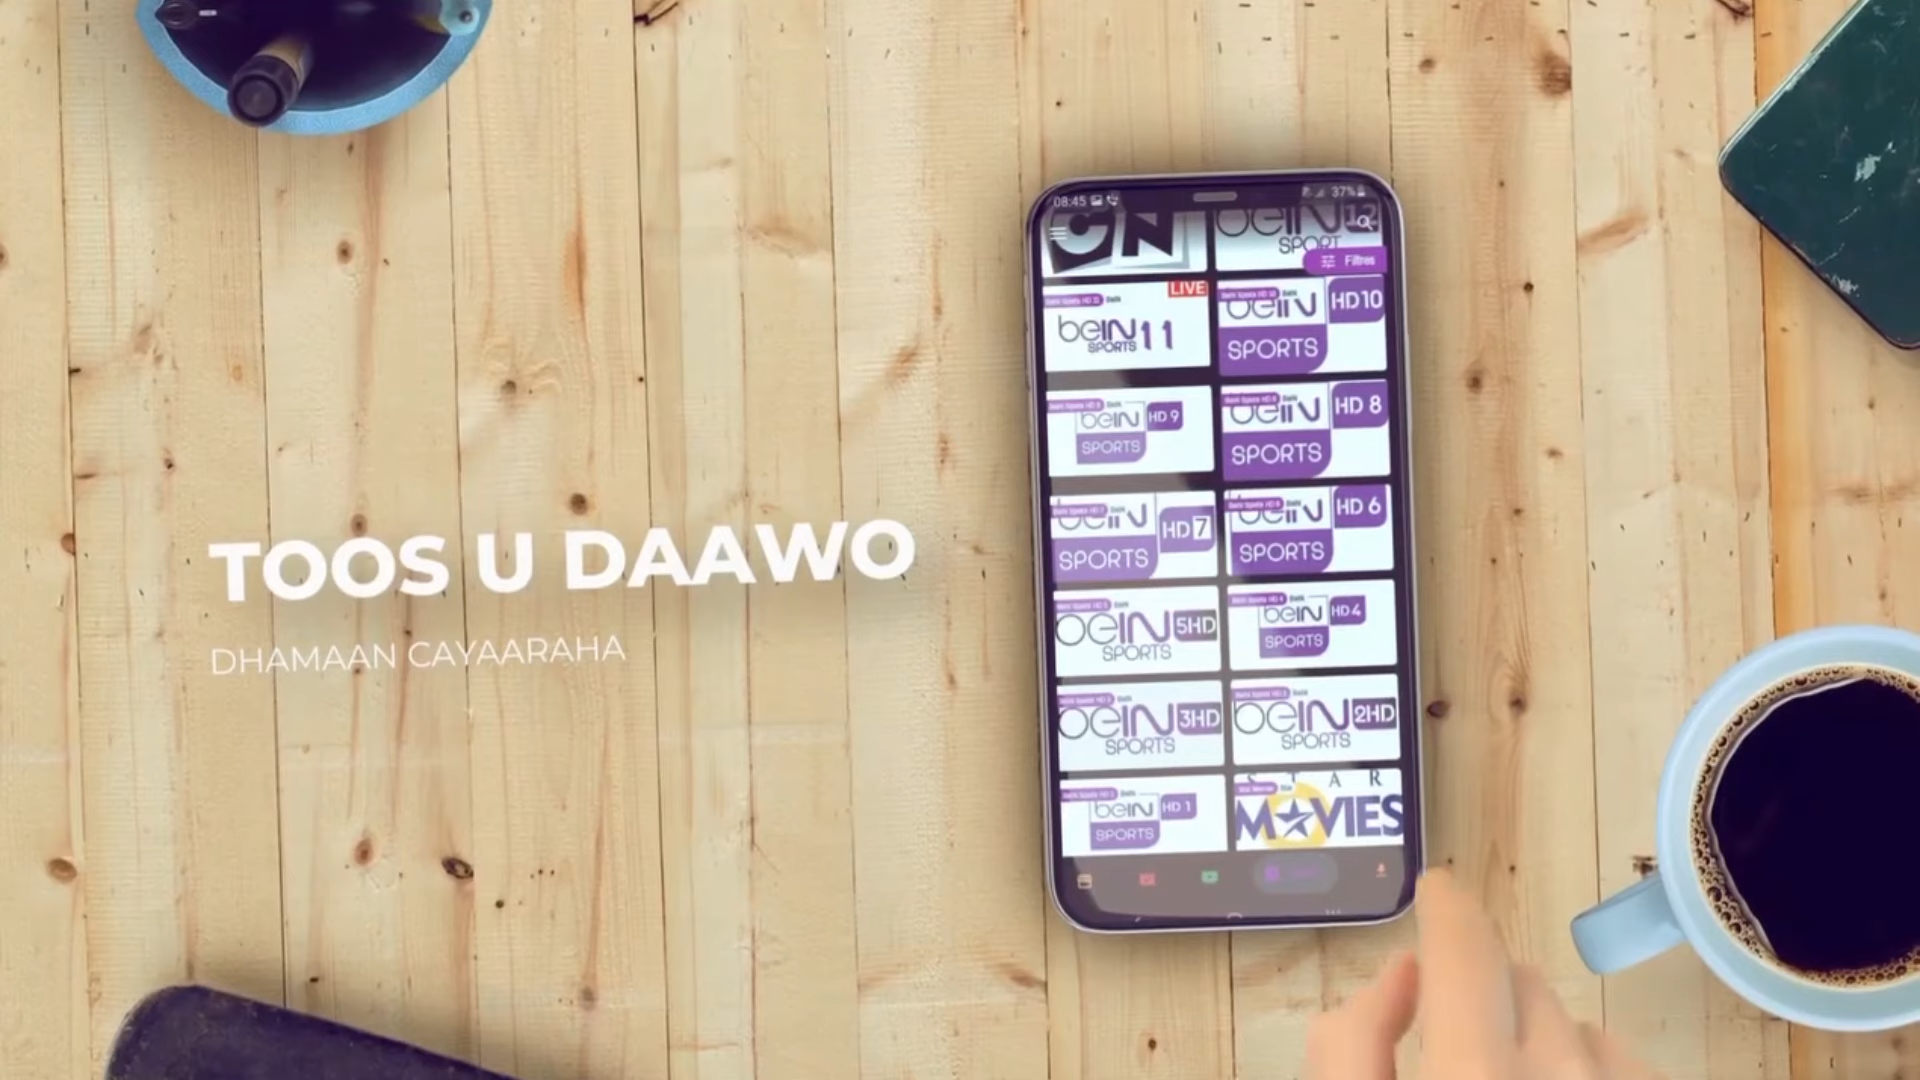 TOOS U DAAWO
DHAMAAN CAYAARAHA
08:45
37%
CN
beIN 12
SPORT
Filtres
LIVE
beIN 11
SPORTS
beIN HD10
SPORTS
beIN HD 9
SPORTS
beIN HD 8
SPORTS
beIN HD 7
SPORTS
beIN HD 6
SPORTS
beIN 5HD
SPORTS
beIN HD 4
SPORTS
beIN 3HD
SPORTS
beIN 2HD
SPORTS
beIN HD 1
SPORTS
STAR
MOVIES